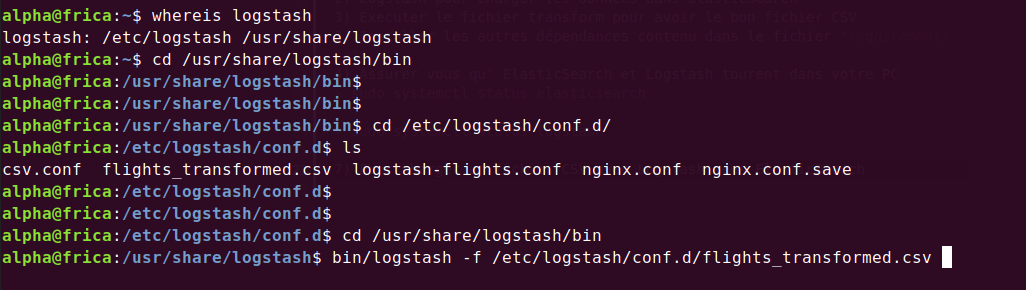 alpha@frica:~$ whereis logstash
logstash: /etc/logstash /usr/share/logstash
alpha@frica:~$ cd /usr/share/logstash/bin
alpha@frica:/usr/share/logstash/bin$
alpha@frica:/usr/share/logstash/bin$
alpha@frica:/usr/share/logstash/bin$ cd /etc/logstash/conf.d/
alpha@frica:/etc/logstash/conf.d$ ls
csv.conf  flights_transformed.csv  logstash-flights.conf  nginx.conf  nginx.conf.save
alpha@frica:/etc/logstash/conf.d$
alpha@frica:/etc/logstash/conf.d$
alpha@frica:/etc/logstash/conf.d$ cd /usr/share/logstash/bin
alpha@frica:/usr/share/logstash$ bin/logstash -f /etc/logstash/conf.d/flights_transformed.csv